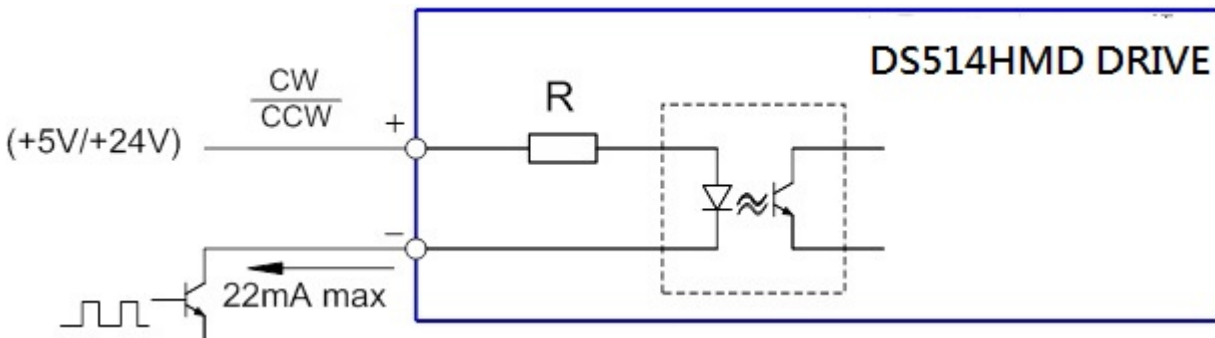 DS514HMD DRIVE
CW
CCW
R
(+5V/+24V)
+
−
22mA max